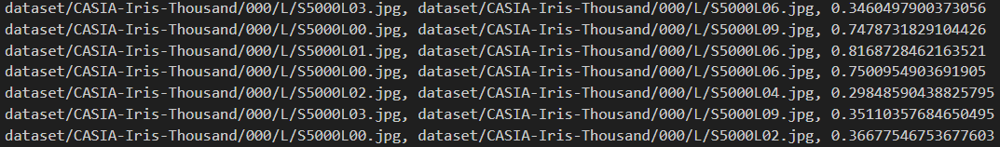 dataset/CASIA-Iris-Thousand/000/L/S5000L03.jpg, dataset/CASIA-Iris-Thousand/000/L/S5000L06.jpg, 0.3460497900373056
dataset/CASIA-Iris-Thousand/000/L/S5000L00.jpg, dataset/CASIA-Iris-Thousand/000/L/S5000L09.jpg, 0.7478731829104426
dataset/CASIA-Iris-Thousand/000/L/S5000L01.jpg, dataset/CASIA-Iris-Thousand/000/L/S5000L06.jpg, 0.8168728462163521
dataset/CASIA-Iris-Thousand/000/L/S5000L00.jpg, dataset/CASIA-Iris-Thousand/000/L/S5000L06.jpg, 0.7500954903691905
dataset/CASIA-Iris-Thousand/000/L/S5000L02.jpg, dataset/CASIA-Iris-Thousand/000/L/S5000L04.jpg, 0.29848590438825795
dataset/CASIA-Iris-Thousand/000/L/S5000L03.jpg, dataset/CASIA-Iris-Thousand/000/L/S5000L09.jpg, 0.35110357684650495
dataset/CASIA-Iris-Thousand/000/L/S5000L00.jpg, dataset/CASIA-Iris-Thousand/000/L/S5000L02.jpg, 0.36677546753677603